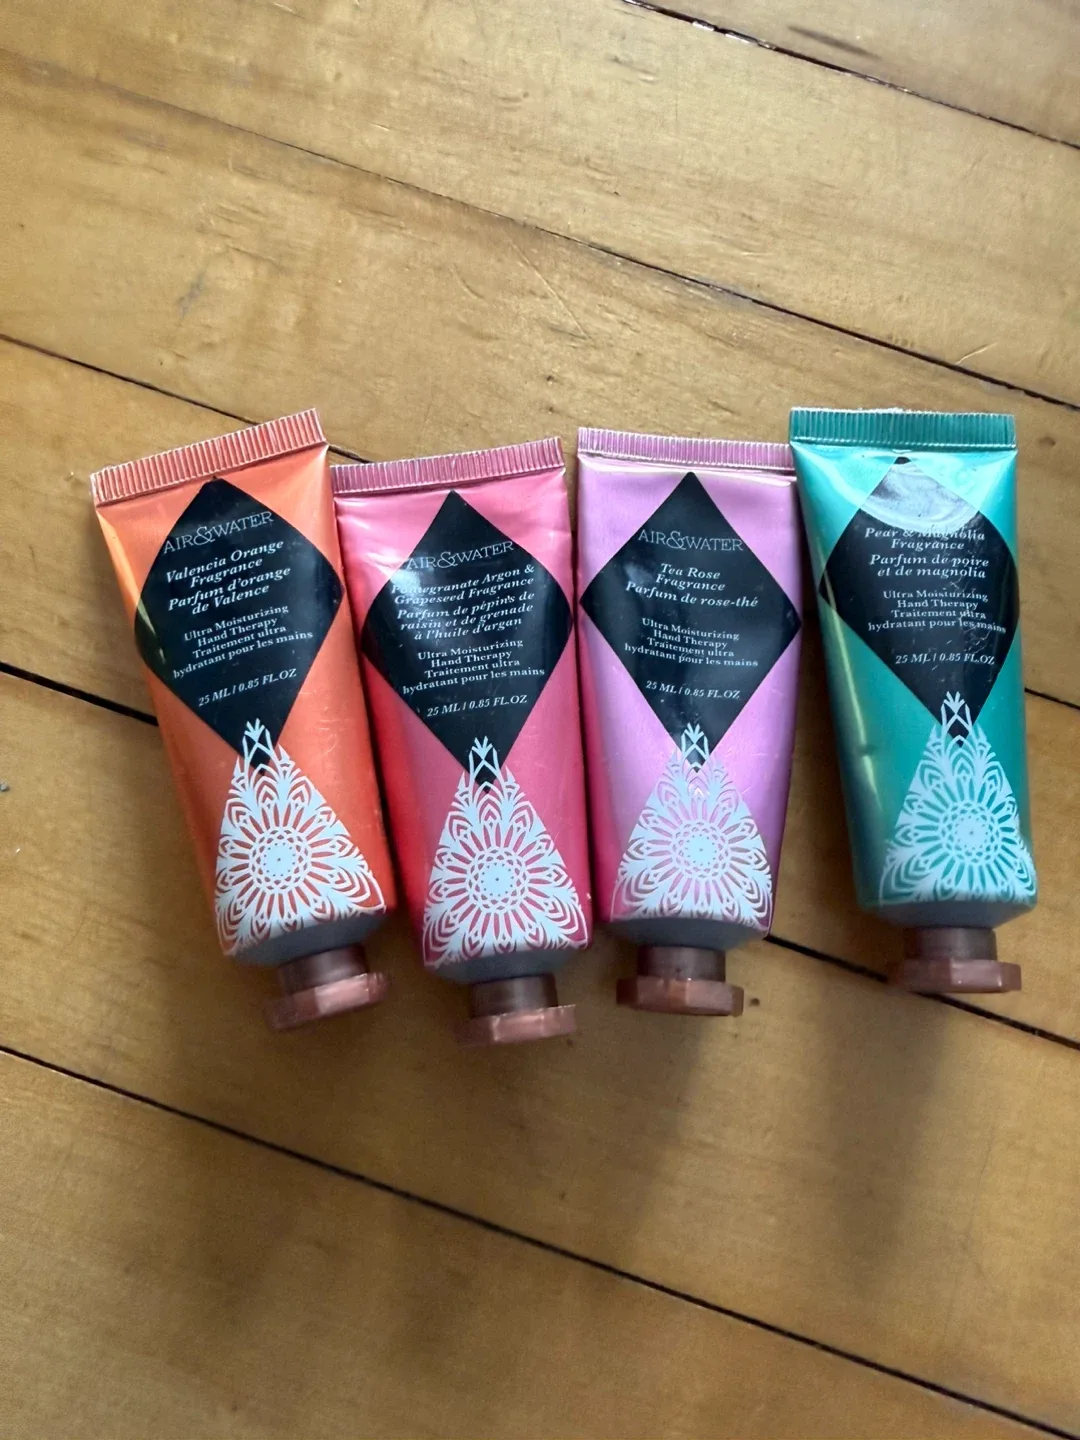 AIR&WATER
Valencia Orange
Fragrance
Parfum d'orange
de Valence
Ultra Moisturizing
Hand Therapy
Traitement ultra
hydratant pour les mains
25 ML | 0.85 FL.OZ
AIR&WATER
Pomegranate Argon &
Grapeseed Fragrance
Parfum de pépins de
raisin et de grenade
à l'huile d'argan
Ultra Moisturizing
Hand Therapy
Traitement ultra
hydratant pour les mains
25 ML | 0.85 FL.OZ
AIR&WATER
Tea Rose
Fragrance
Parfum de rose-thé
Ultra Moisturizing
Hand Therapy
Traitement ultra
hydratant pour les mains
25 ML | 0.85 FL.OZ
Pear & Magnolia
Fragrance
Parfum de poire
et de magnolia
Ultra Moisturizing
Hand Therapy
Traitement ultra
hydratant pour les mains
25 ML | 0.85 FL.OZ